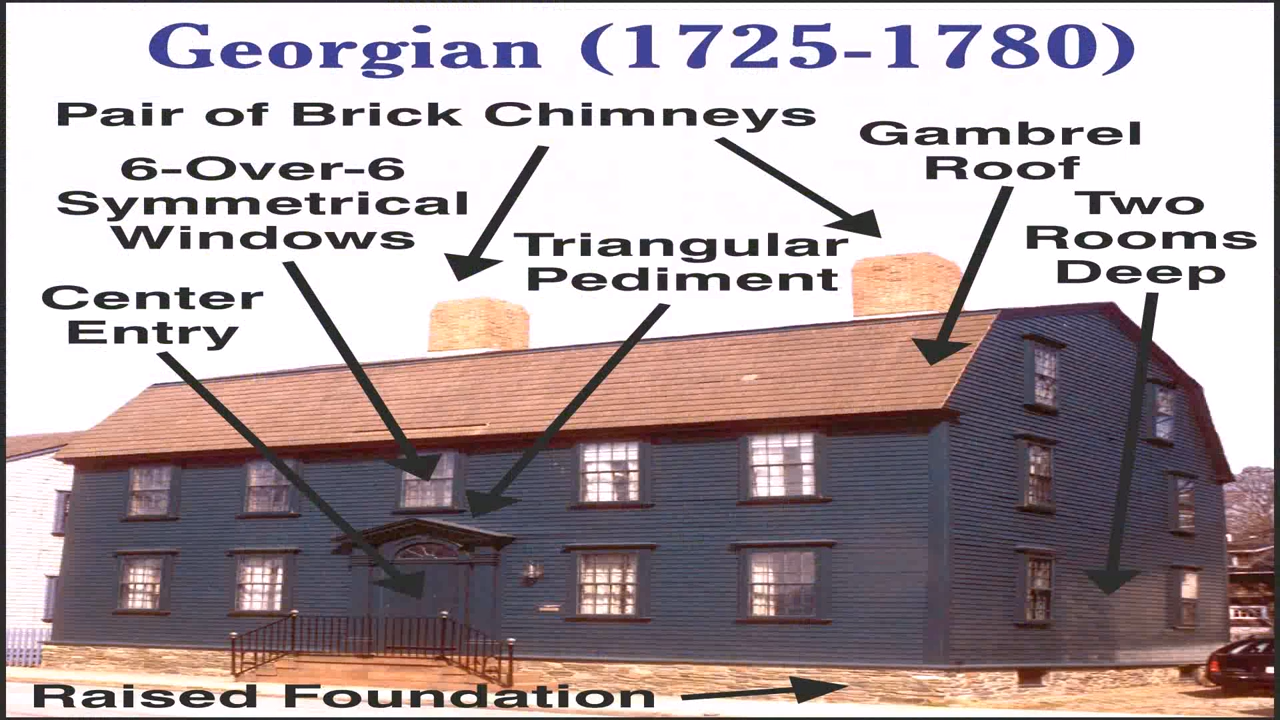 Georgian (1725-1780)
Pair of Brick Chimneys
Gambrel
Roof
6-Over-6
Symmetrical
Windows
Two
Rooms
Deep
Triangular
Pediment
Center
Entry
Raised Foundation